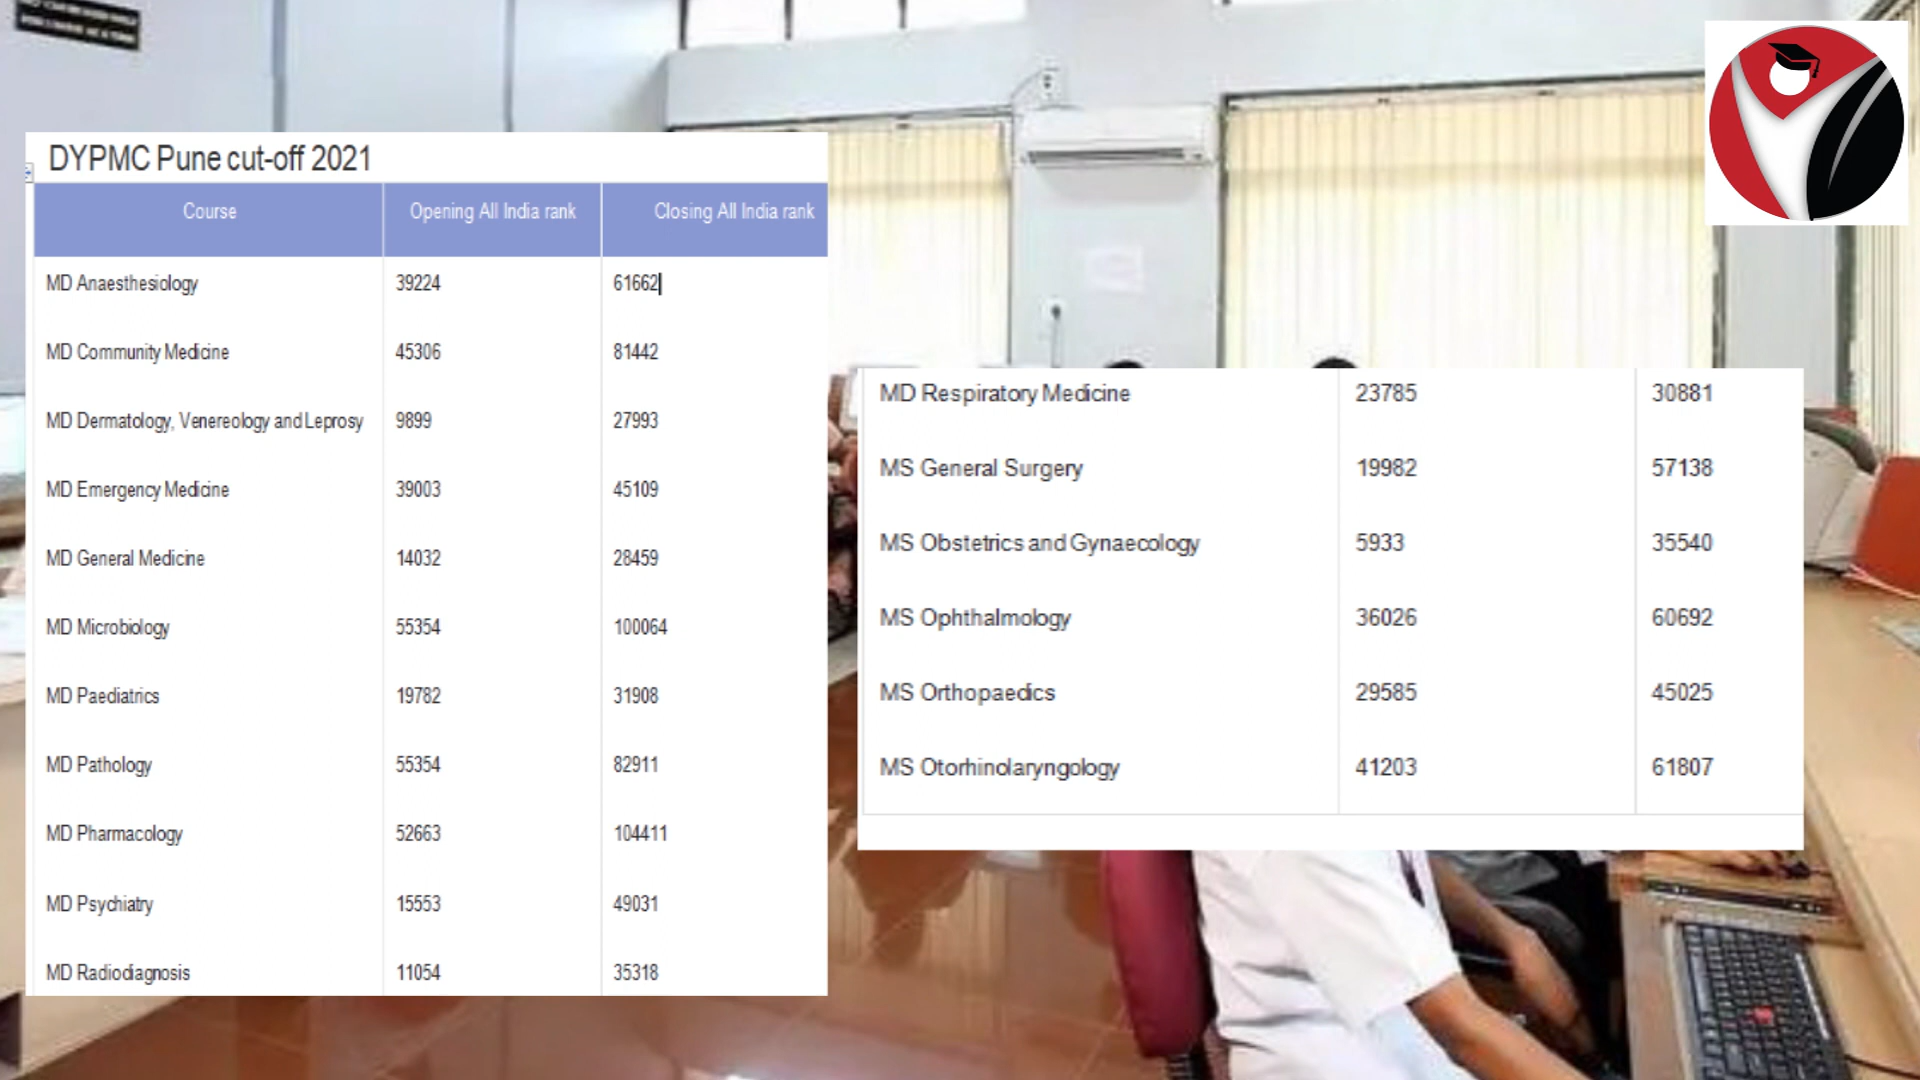 DYPMC Pune cut-off 2021
Course Opening All India rank Closing All India rank
MD Anaesthesiology 39224 61662
MD Community Medicine 45306 81442
MD Dermatology, Venereology and Leprosy 9899 27993
MD Emergency Medicine 39003 45109
MD General Medicine 14032 28459
MD Microbiology 55354 100064
MD Paediatrics 19782 31908
MD Pathology 55354 82911
MD Pharmacology 52663 104411
MD Psychiatry 15553 49031
MD Radiodiagnosis 11054 35318
MD Respiratory Medicine 23785 30881
MS General Surgery 19982 57138
MS Obstetrics and Gynaecology 5933 35540
MS Ophthalmology 36026 60692
MS Orthopaedics 29585 45025
MS Otorhinolaryngology 41203 61807